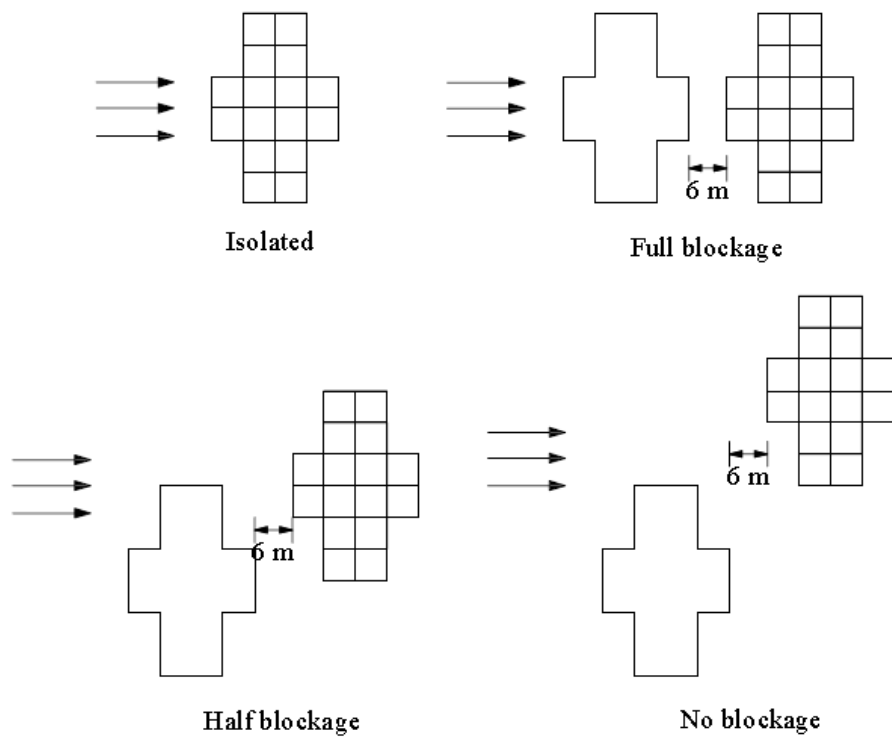 6 m
Isolated
Full blockage
6 m
6 m
Half blockage
No blockage